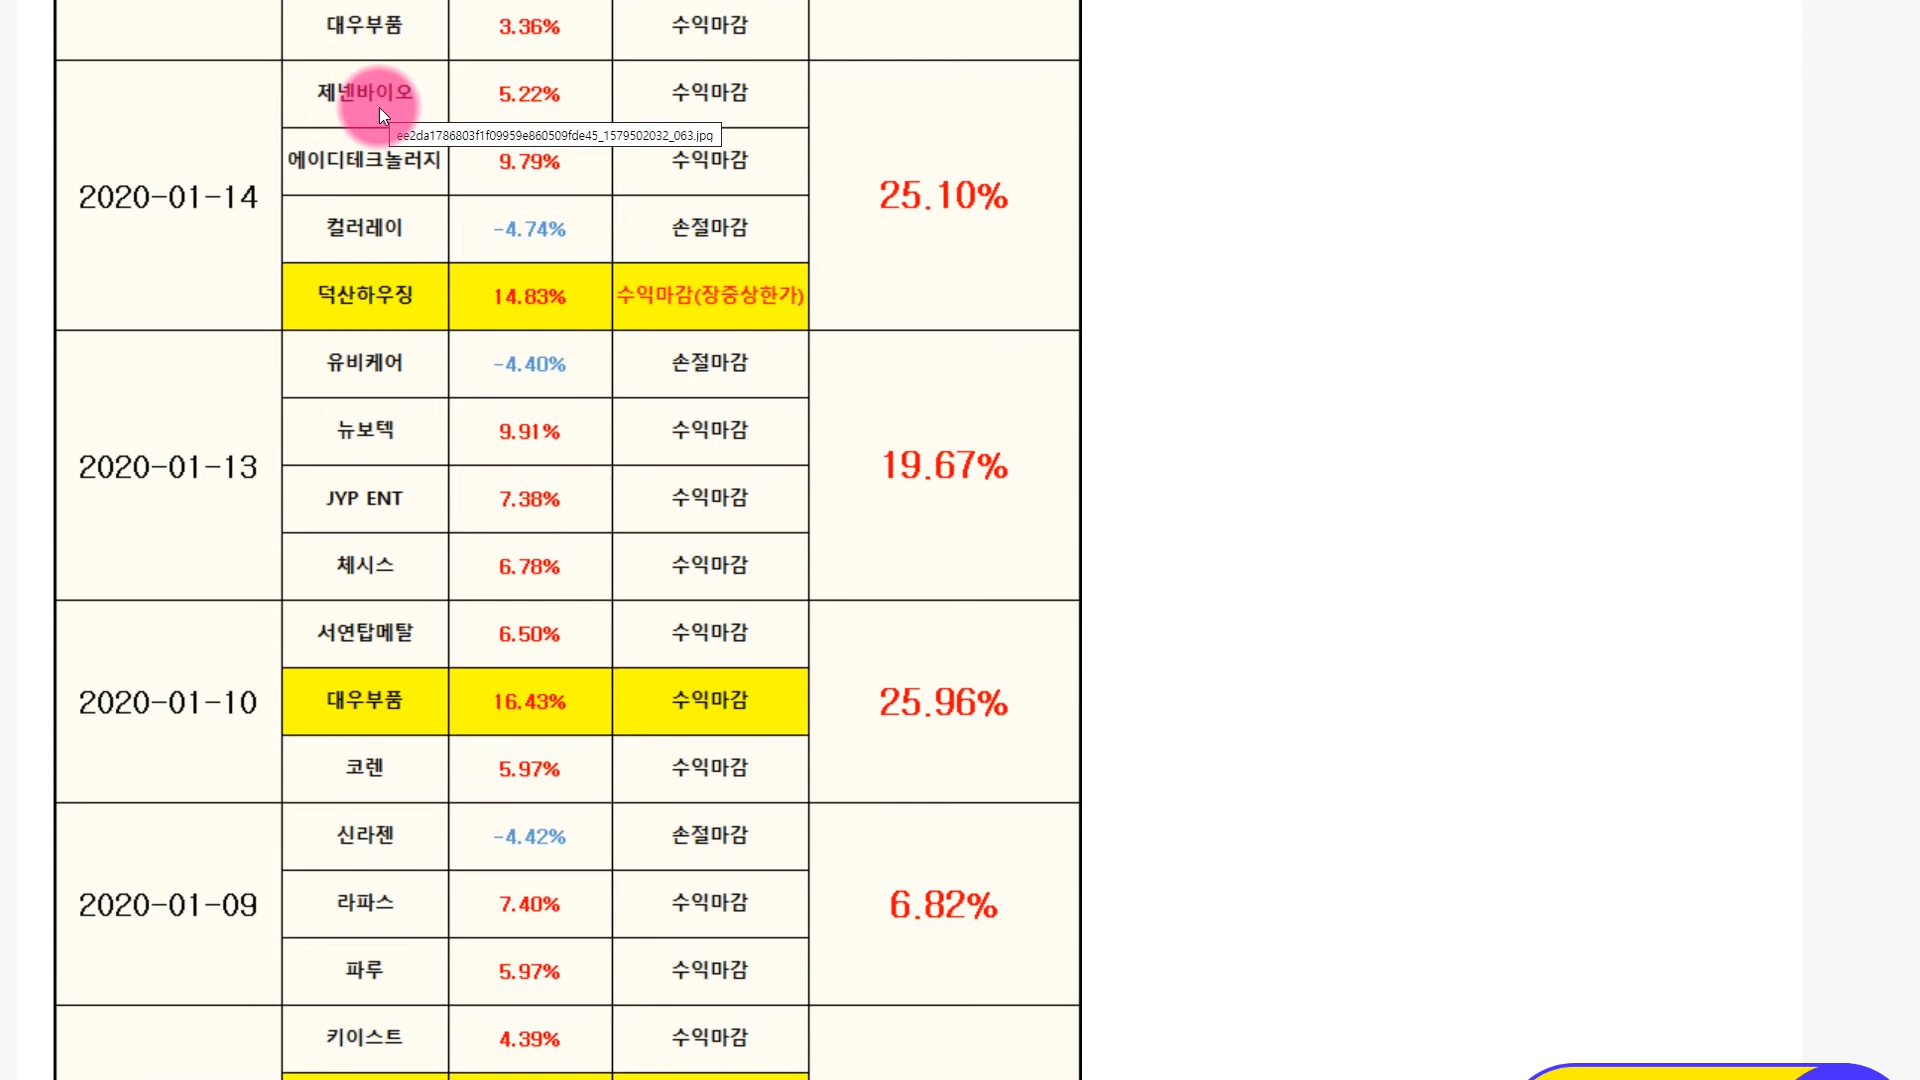 대우부품 3.36% 수익마감
제넨바이오 5.22% 수익마감
ee2da1786803f1f09959e860509fde45_1579502032_063.jpg
에이디테크놀러지 9.79% 수익마감
2020-01-14 25.10%
컬러레이 -4.74% 손절마감
덕산하우징 14.83% 수익마감(장중상한가)
유비케어 -4.40% 손절마감
뉴보텍 9.91% 수익마감
2020-01-13 19.67%
JYP ENT 7.38% 수익마감
체시스 6.78% 수익마감
서연탑메탈 6.50% 수익마감
2020-01-10 대우부품 16.43% 수익마감 25.96%
코렌 5.97% 수익마감
신라젠 -4.42% 손절마감
2020-01-09 라파스 7.40% 수익마감 6.82%
파루 5.97% 수익마감
키이스트 4.39% 수익마감